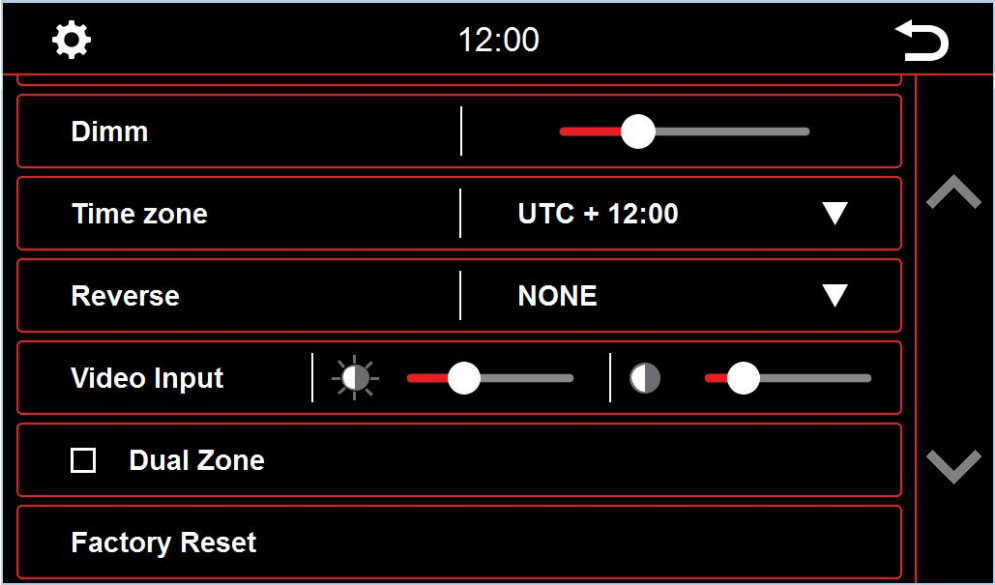 12:00
Dimm
Time zone UTC + 12:00
Reverse NONE
Video Input
Dual Zone
Factory Reset